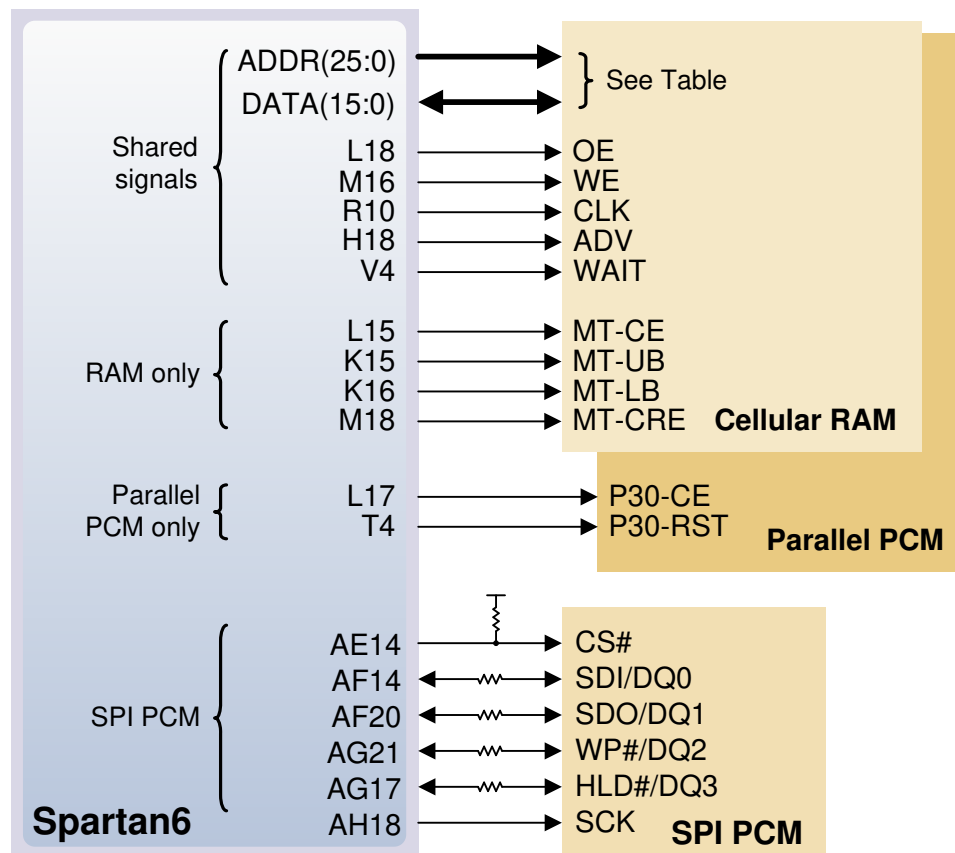 ADDR(25:0)
DATA(15:0)
See Table
Shared
signals
L18 OE
M16 WE
R10 CLK
H18 ADV
V4 WAIT
RAM only
L15 MT-CE
K15 MT-UB
K16 MT-LB
M18 MT-CRE
Cellular RAM
Parallel
PCM only
L17 P30-CE
T4 P30-RST
Parallel PCM
SPI PCM
AE14 CS#
AF14 SDI/DQ0
AF20 SDO/DQ1
AG21 WP#/DQ2
AG17 HLD#/DQ3
AH18 SCK
Spartan6
SPI PCM